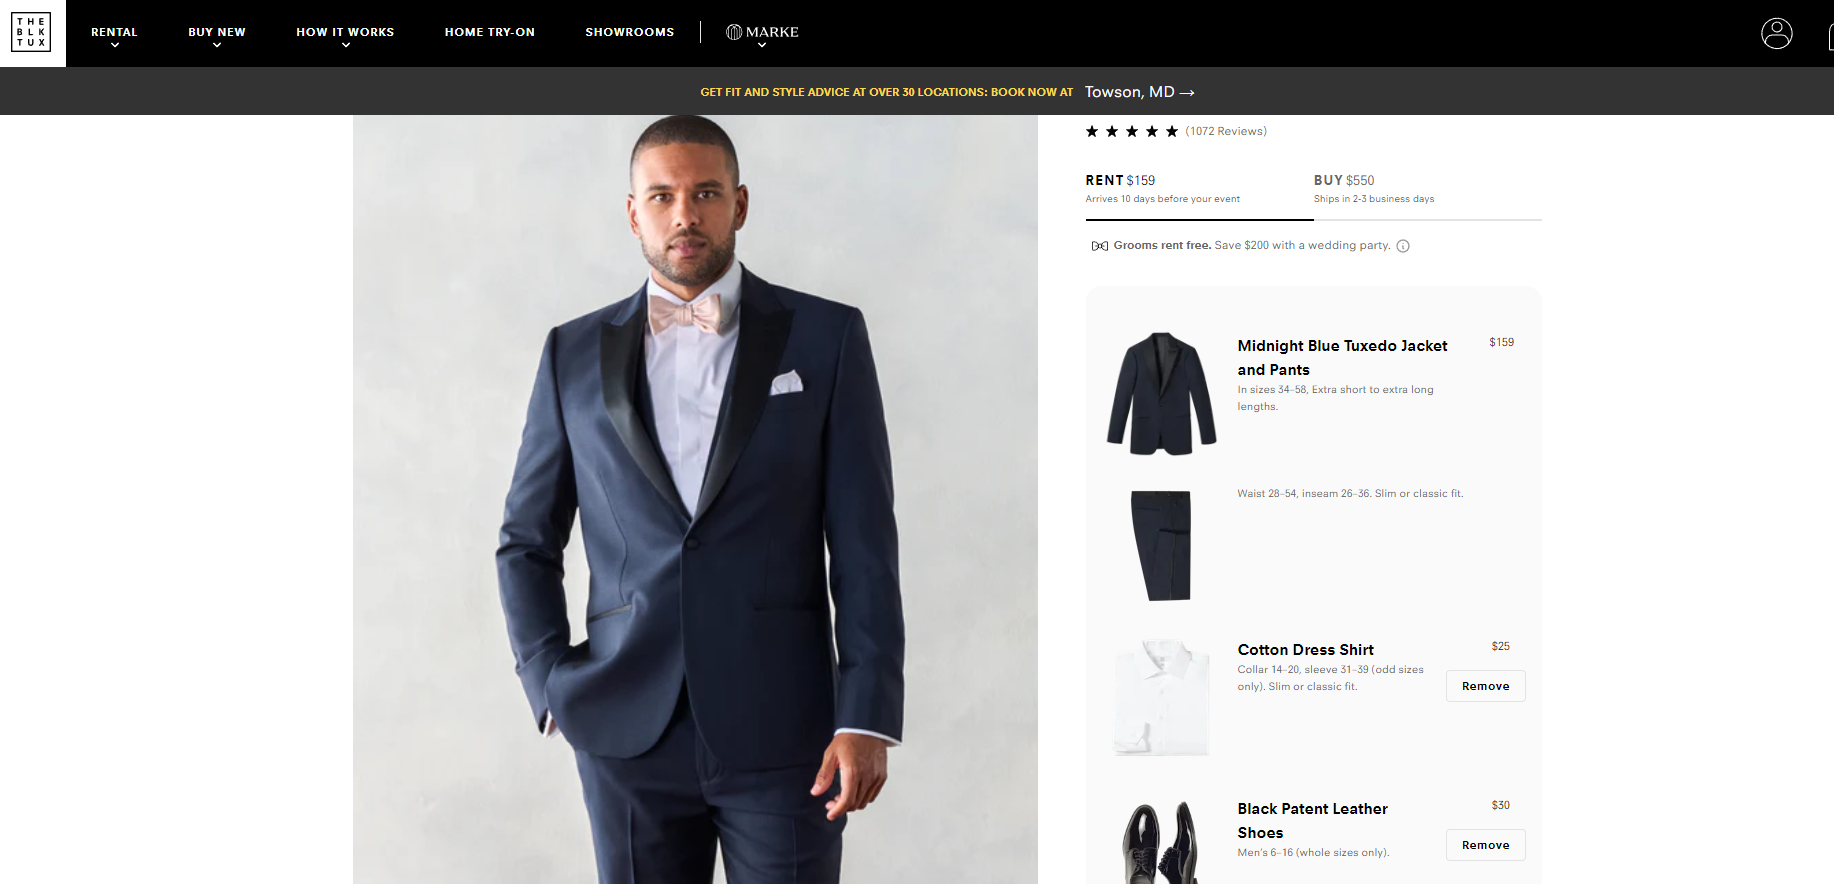 THE
BLK
TUX
RENTAL
BUY NEW
HOW IT WORKS
HOME TRY-ON
SHOWROOMS
MARKE
GET FIT AND STYLE ADVICE AT OVER 30 LOCATIONS: BOOK NOW AT Towson, MD →
(1072 Reviews)
RENT $159
Arrives 10 days before your event
BUY $550
Ships in 2-3 business days
Grooms rent free. Save $200 with a wedding party.
Midnight Blue Tuxedo Jacket $159
and Pants
In sizes 34–58, Extra short to extra long
lengths.
Waist 28–54, inseam 26–36. Slim or classic fit.
Cotton Dress Shirt $25
Collar 14–20, sleeve 31–39 (odd sizes
only). Slim or classic fit.
Remove
Black Patent Leather $30
Shoes
Men's 6–16 (whole sizes only).
Remove